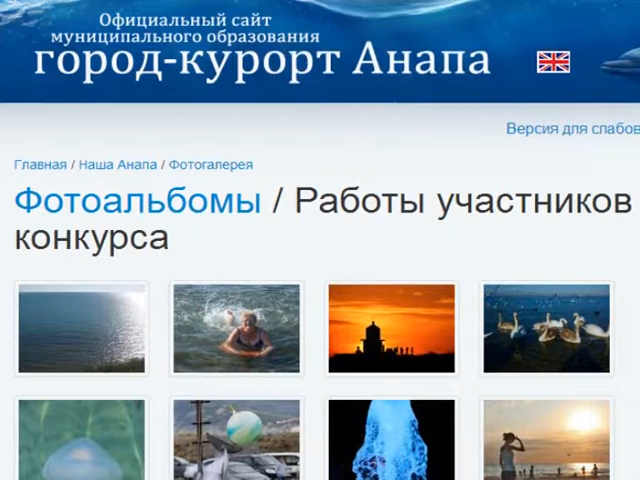 Официальный сайт
муниципального образования
город-курорт Анапа
Версия для слабов
Главная / Наша Анапа / Фотогалерея
Фотоальбомы / Работы участников
конкурса